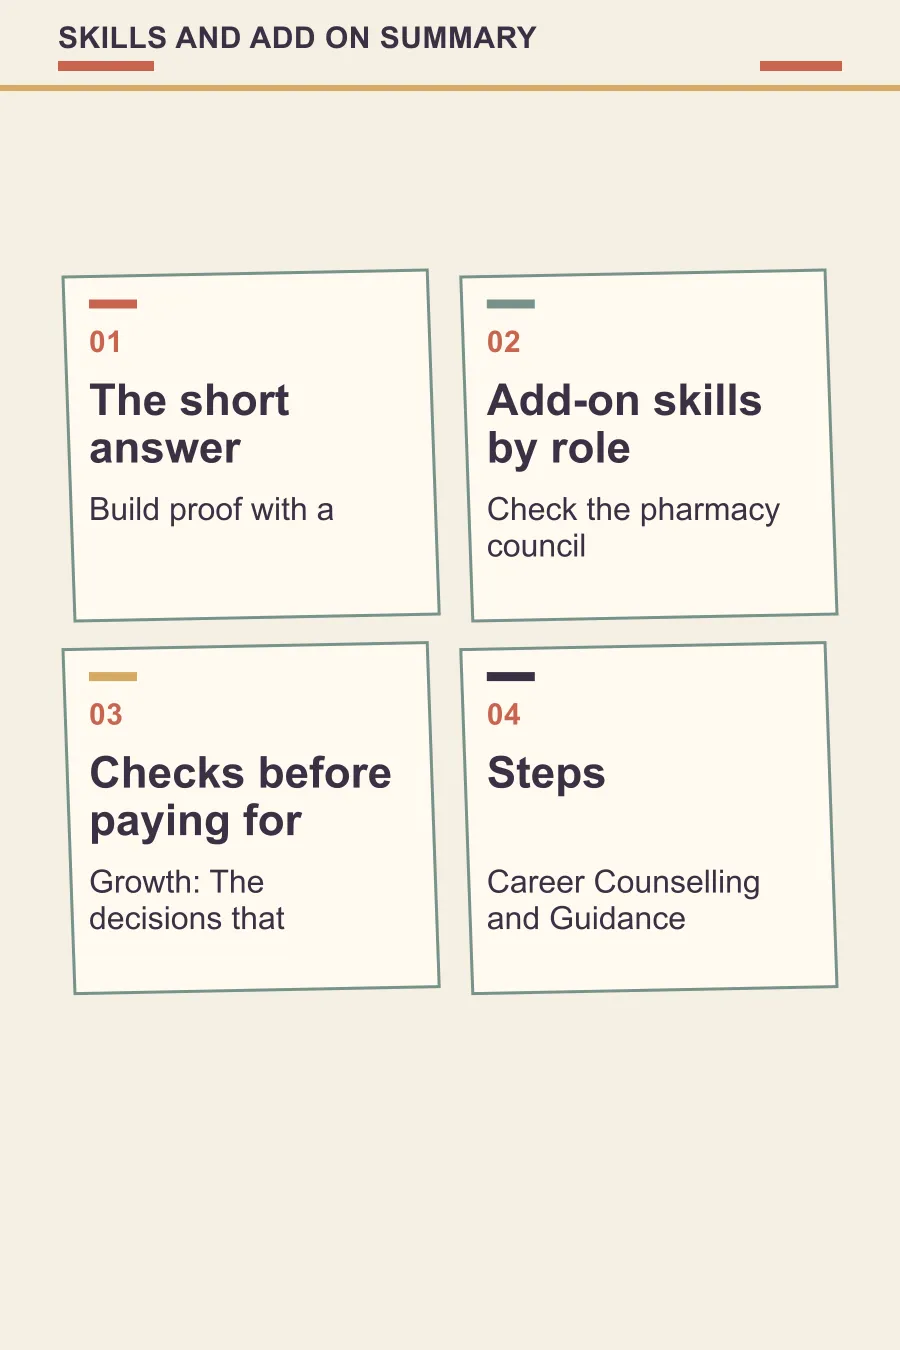 SKILLS AND ADD ON SUMMARY
01
The short
answer
Build proof with a
02
Add-on skills
by role
Check the pharmacy
council
03
Checks before
paying for
Growth: The
decisions that
04
Steps
Career Counselling
and Guidance